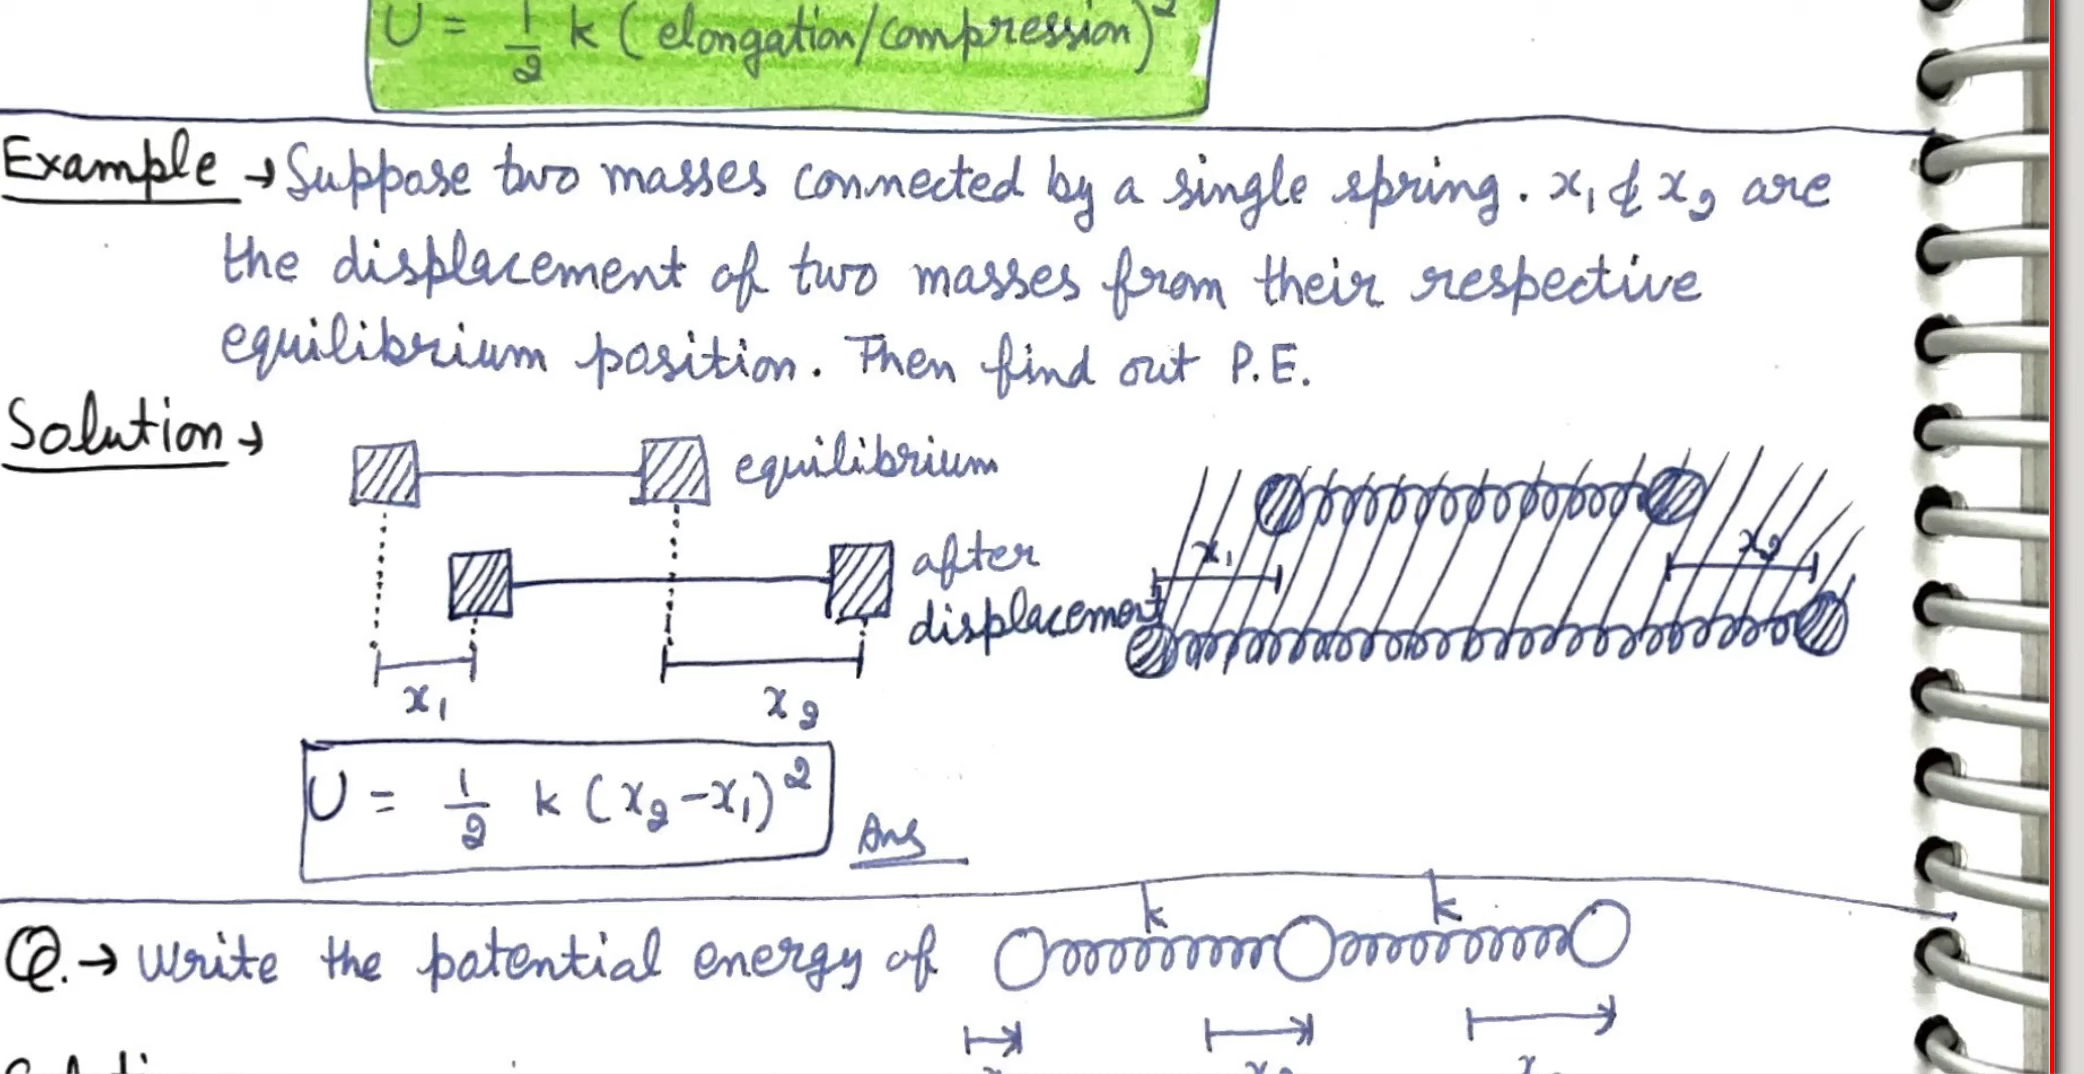 U = 1/2 k (elongation/compression)²
Example → Suppose two masses connected by a single spring. x₁ & x₂ are
the displacement of two masses from their respective
equilibrium position. Then find out P.E.
Solution →
equilibrium
after
displacement
x₁
x₂
x₁
x₂
U = 1/2 k (x₂-x₁)²
Ans
k
k
Q. → Write the potential energy of